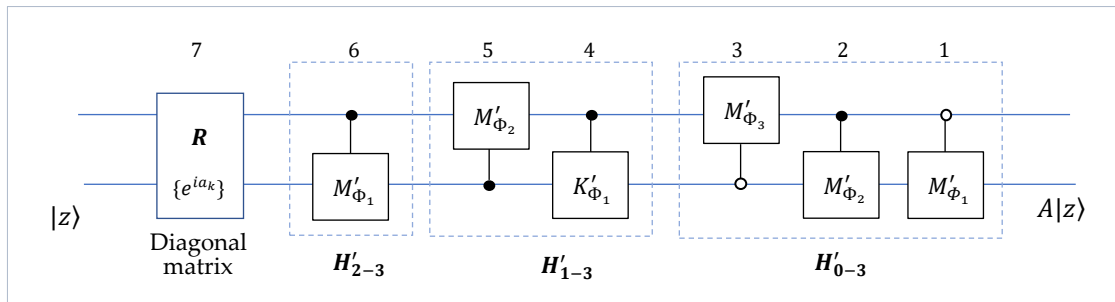 7 6 5 4 3 2 1
R
{e^{ia_k}}
M′_{Φ_1}
M′_{Φ_2}
K′_{Φ_1}
M′_{Φ_3}
M′_{Φ_2}
M′_{Φ_1}
|z⟩
A|z⟩
Diagonal
matrix
H′_{2−3}
H′_{1−3}
H′_{0−3}